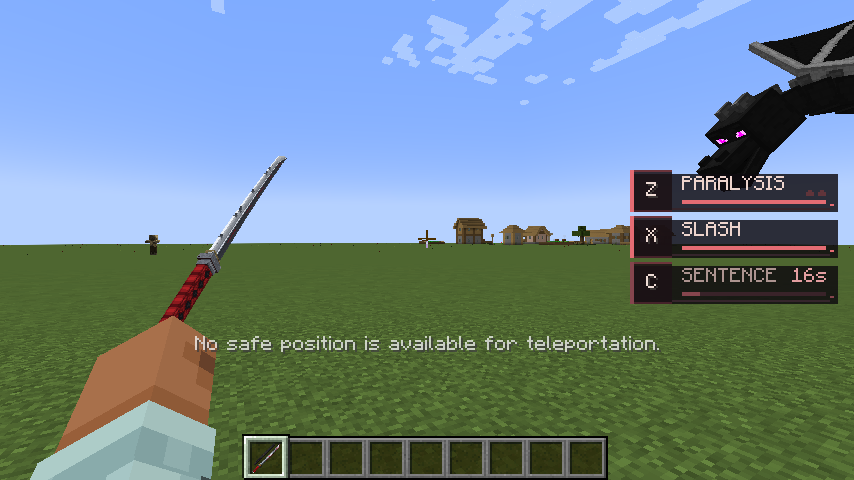 Z PARALYSIS
X SLASH
C SENTENCE 16s
No safe position is available for teleportation.